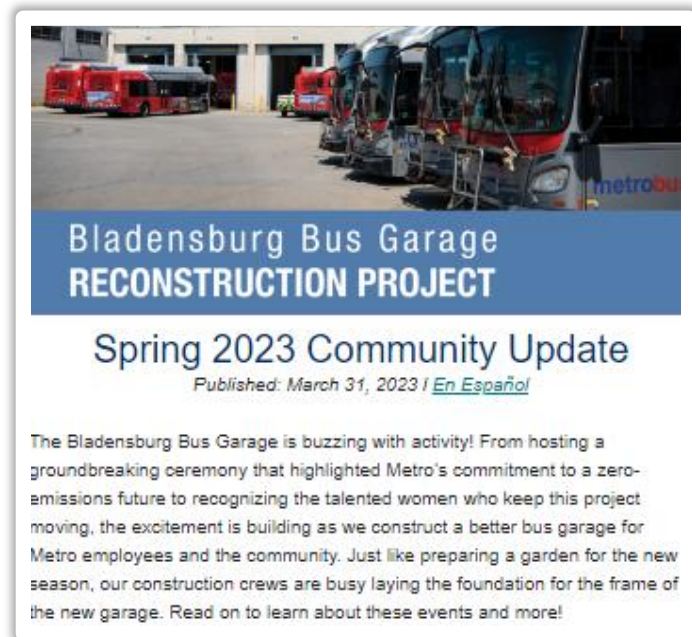 metrobu
Bladensburg Bus Garage
RECONSTRUCTION PROJECT
Spring 2023 Community Update
Published: March 31, 2023 I En Español
The Bladensburg Bus Garage is buzzing with activity! From hosting a
groundbreaking ceremony that highlighted Metro's commitment to a zero-
emissions future to recognizing the talented women who keep this project
moving, the excitement is building as we construct a better bus garage for
Metro employees and the community. Just like preparing a garden for the new
season, our construction crews are busy laying the foundation for the frame of
the new garage. Read on to learn about these events and more!